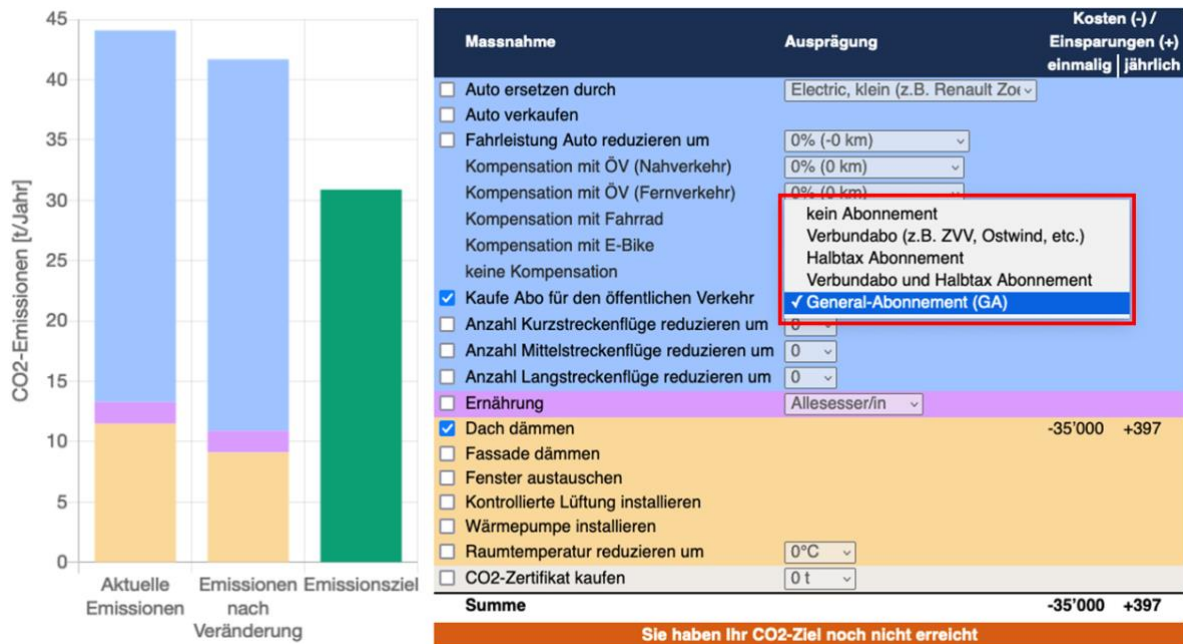 45
40
35
30
25
20
15
10
5
0
CO2-Emissionen [t/Jahr]
Aktuelle
Emissionen
Emissionen
nach
Veränderung
Emissionsziel
Kosten (-) /
Massnahme Ausprägung Einsparungen (+)
einmalig | jährlich
Auto ersetzen durch Electric, klein (z.B. Renault Zoe
Auto verkaufen
Fahrleistung Auto reduzieren um 0% (-0 km)
Kompensation mit ÖV (Nahverkehr) 0% (0 km)
Kompensation mit ÖV (Fernverkehr) 0% (0 km)
Kompensation mit Fahrrad
Kompensation mit E-Bike
keine Kompensation
kein Abonnement
Verbundabo (z.B. ZVV, Ostwind, etc.)
Halbtax Abonnement
Verbundabo und Halbtax Abonnement
✓ General-Abonnement (GA)
Kaufe Abo für den öffentlichen Verkehr
Anzahl Kurzstreckenflüge reduzieren um 0
Anzahl Mittelstreckenflüge reduzieren um 0
Anzahl Langstreckenflüge reduzieren um 0
Ernährung Allesesser/in
Dach dämmen -35'000 +397
Fassade dämmen
Fenster austauschen
Kontrollierte Lüftung installieren
Wärmepumpe installieren
Raumtemperatur reduzieren um 0°C
CO2-Zertifikat kaufen 0 t
Summe -35'000 +397
Sie haben Ihr CO2-Ziel noch nicht erreicht